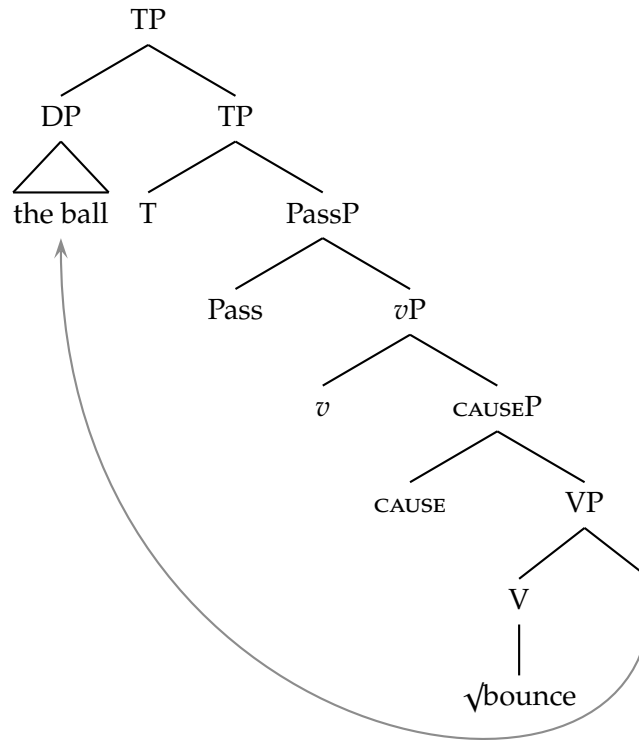 TP
DP TP
the ball T PassP
Pass vP
v CAUSEP
CAUSE VP
V
√bounce